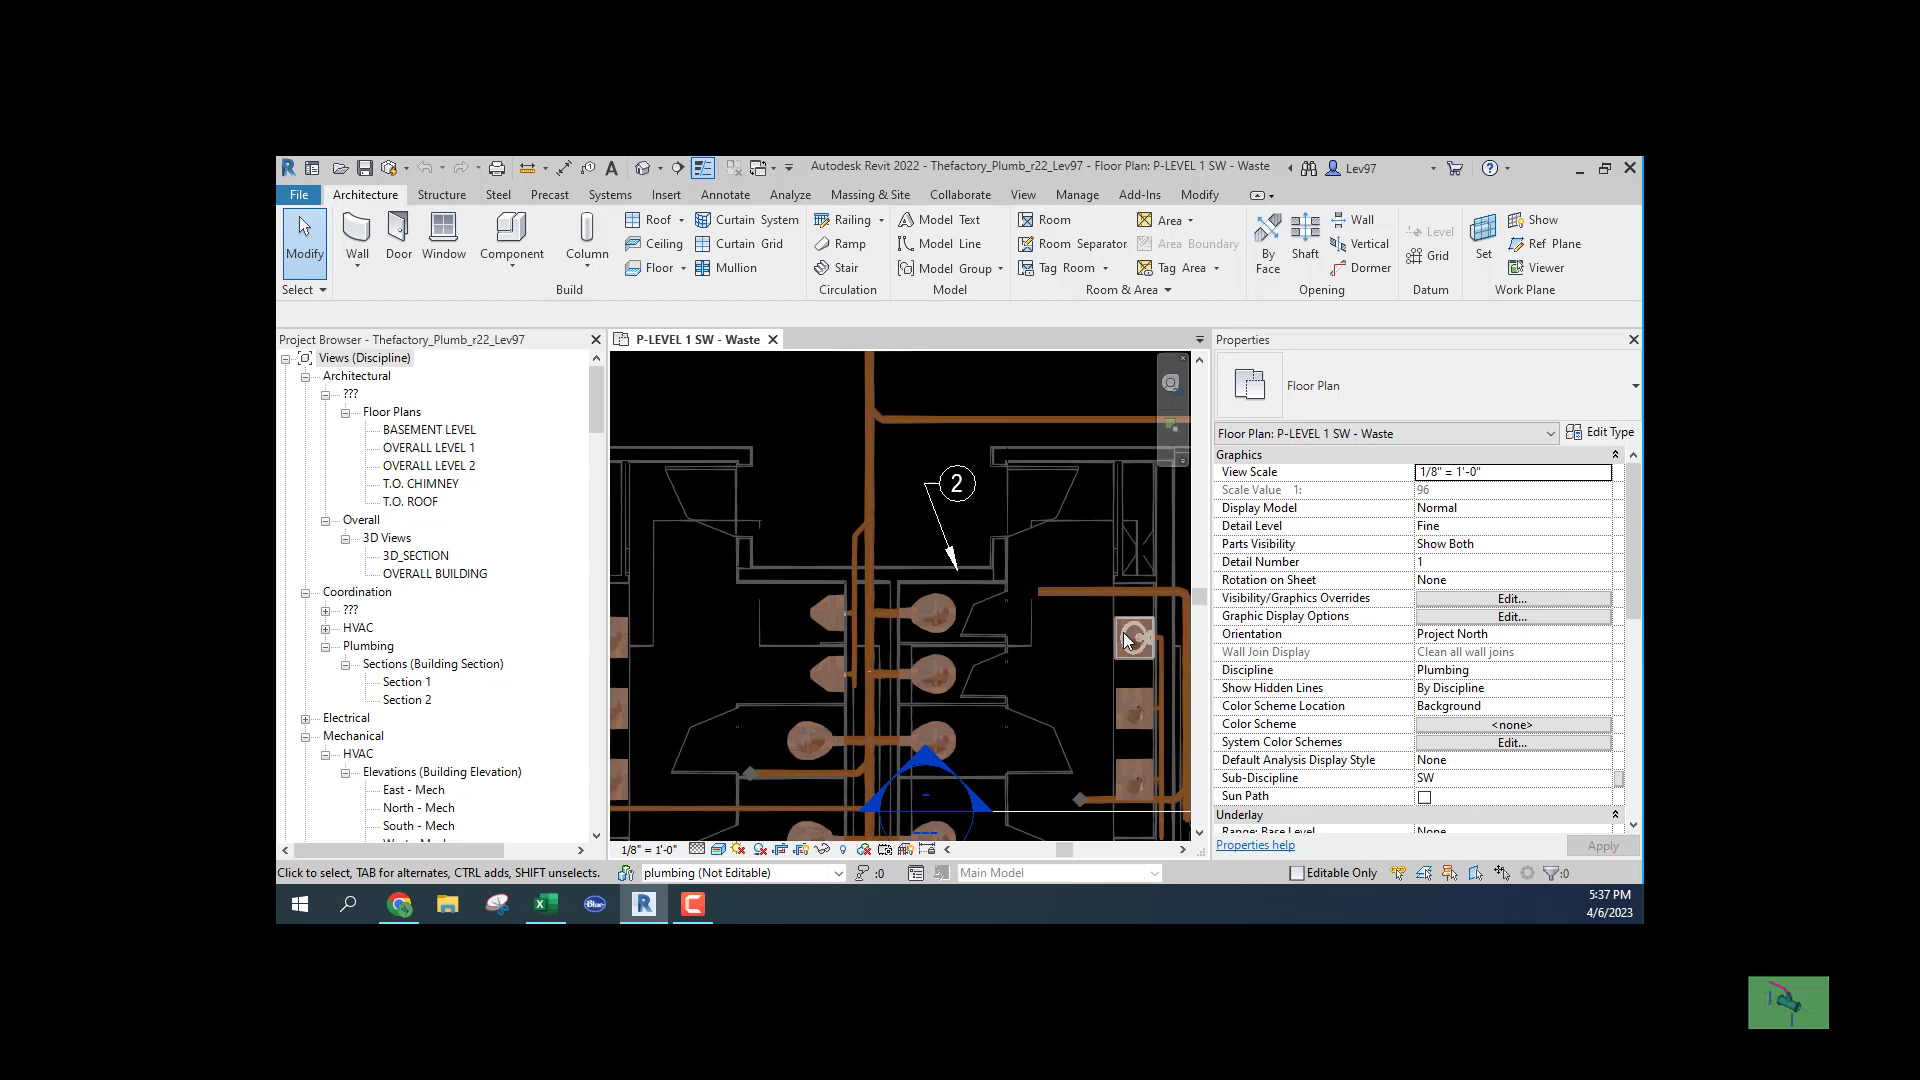 Autodesk Revit 2022 - Thefactory_Plumb_r22_Lev97 - Floor Plan: P-LEVEL 1 SW - Waste
Lev97
File Architecture Structure Steel Precast Systems Insert Annotate Analyze Massing & Site Collaborate View Manage Add-Ins Modify
Modify
Wall
Door
Window
Component
Column
Roof
Ceiling
Floor
Curtain System
Curtain Grid
Mullion
Railing
Ramp
Stair
Model Text
Model Line
Model Group
Room
Room Separator
Tag Room
Area
Area Boundary
Tag Area
By
Face
Shaft
Wall
Vertical
Dormer
Level
Grid
Set
Show
Ref Plane
Viewer
Select Build Circulation Model Room & Area Opening Datum Work Plane
Project Browser - Thefactory_Plumb_r22_Lev97
Views (Discipline)
Architectural
???
Floor Plans
BASEMENT LEVEL
OVERALL LEVEL 1
OVERALL LEVEL 2
T.O. CHIMNEY
T.O. ROOF
Overall
3D Views
3D_SECTION
OVERALL BUILDING
Coordination
???
HVAC
Plumbing
Sections (Building Section)
Section 1
Section 2
Electrical
Mechanical
HVAC
Elevations (Building Elevation)
East - Mech
North - Mech
South - Mech
P-LEVEL 1 SW - Waste
2
1/8" = 1'-0"
Properties
Floor Plan
Floor Plan: P-LEVEL 1 SW - Waste Edit Type
Graphics
View Scale 1/8" = 1'-0"
Scale Value 1: 96
Display Model Normal
Detail Level Fine
Parts Visibility Show Both
Detail Number 1
Rotation on Sheet None
Visibility/Graphics Overrides Edit...
Graphic Display Options Edit...
Orientation Project North
Wall Join Display Clean all wall joins
Discipline Plumbing
Show Hidden Lines By Discipline
Color Scheme Location Background
Color Scheme <none>
System Color Schemes Edit...
Default Analysis Display Style None
Sub-Discipline SW
Sun Path
Underlay
Range: Base Level None
Properties help Apply
Click to select, TAB for alternates, CTRL adds, SHIFT unselects.
plumbing (Not Editable)
:0
Main Model
Editable Only
:0
5:37 PM
4/6/2023